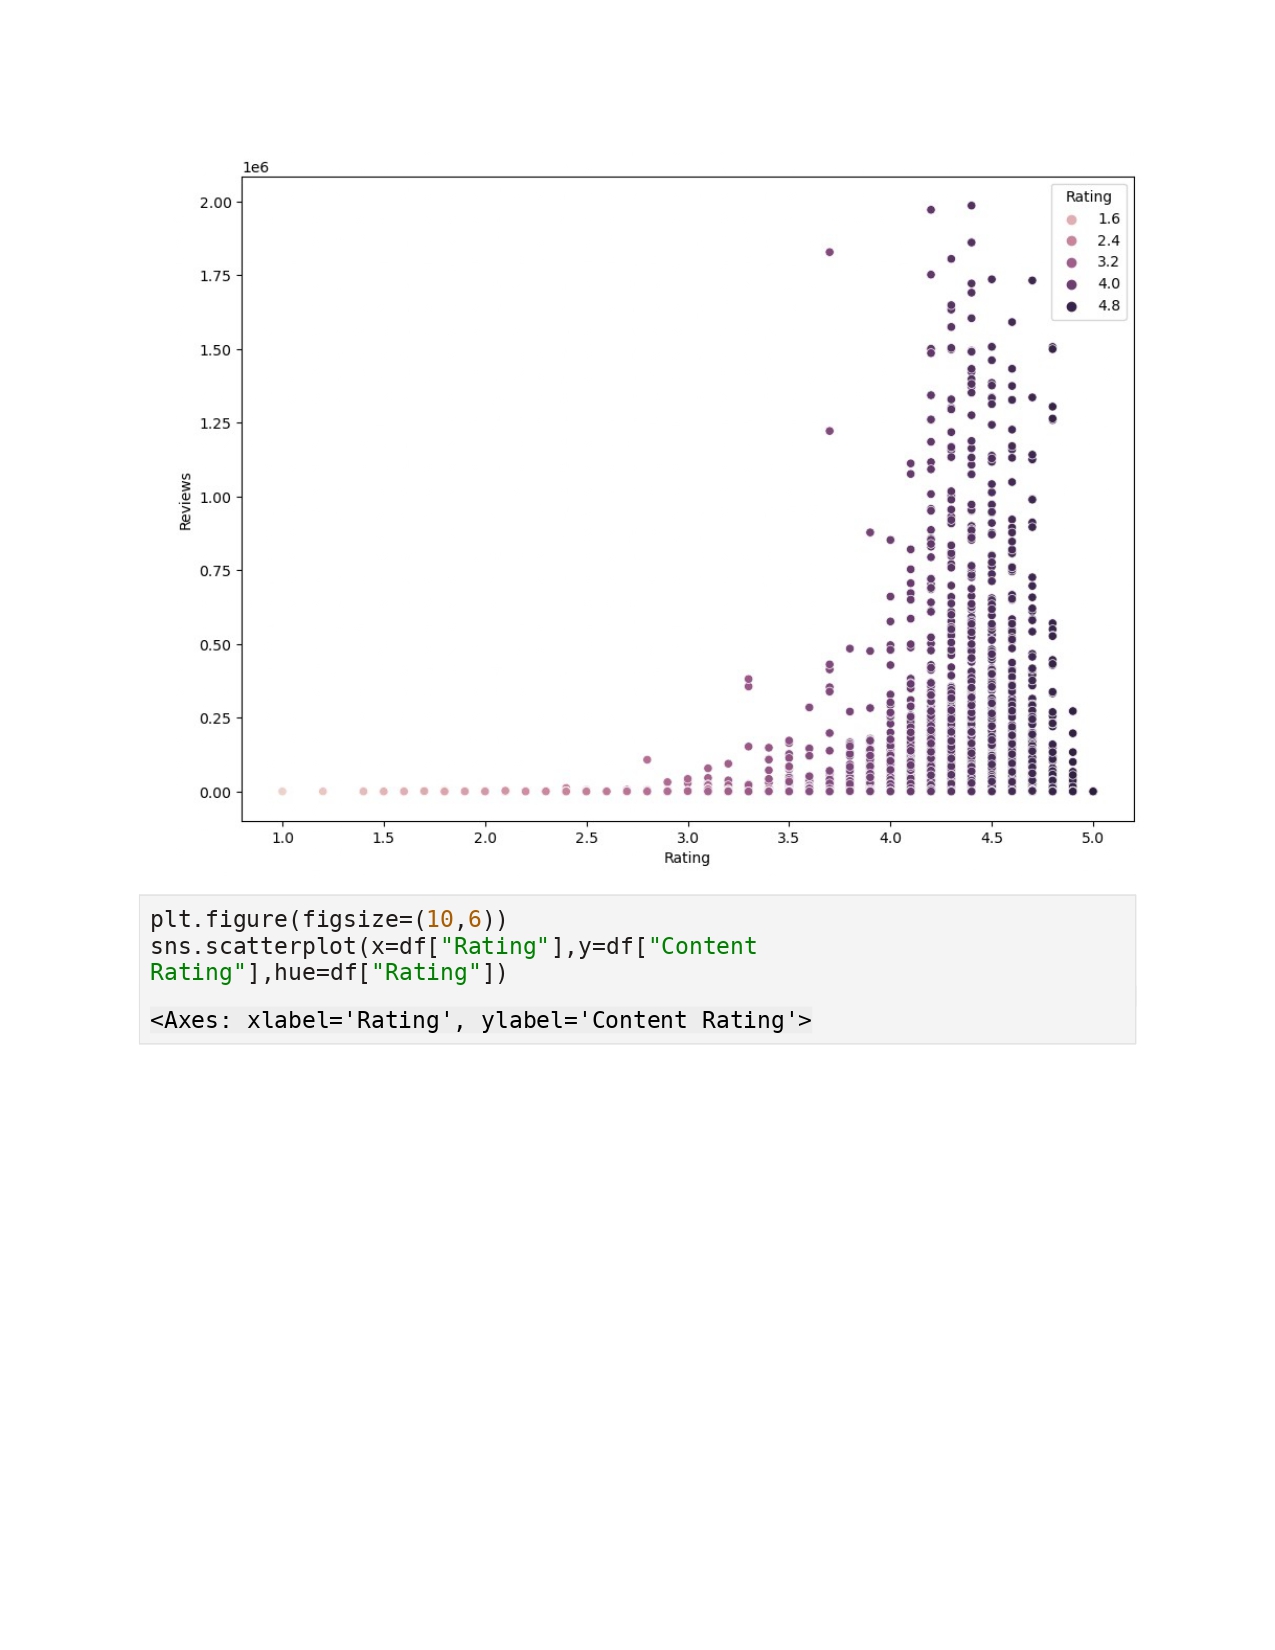 1e6
2.00
1.75
1.50
1.25
1.00
0.75
0.50
0.25
0.00
Reviews
Rating
1.6
2.4
3.2
4.0
4.8
1.0 1.5 2.0 2.5 3.0 3.5 4.0 4.5 5.0
Rating
plt.figure(figsize=(10,6))
sns.scatterplot(x=df["Rating"],y=df["Content
Rating"],hue=df["Rating"])
<Axes: xlabel='Rating', ylabel='Content Rating'>